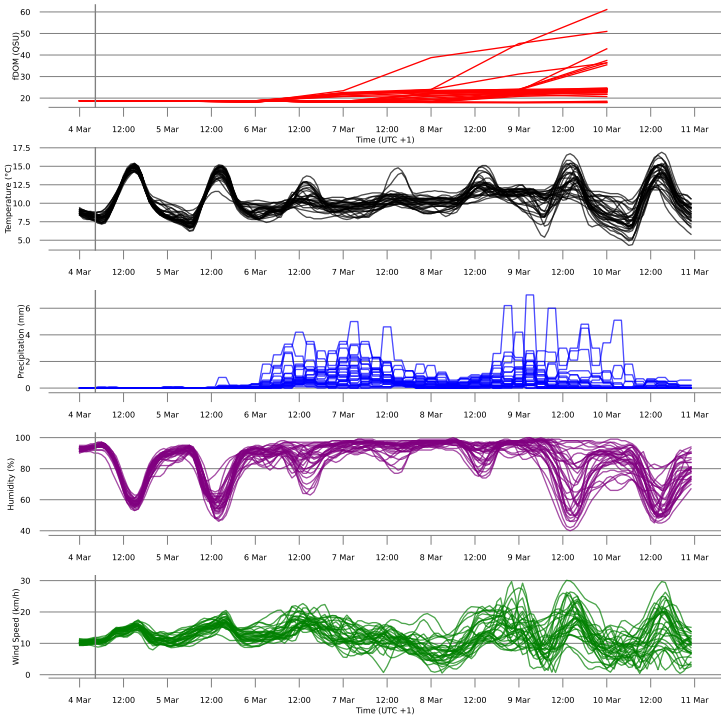 60
50
40
30
20
fDOM (QSU)
4 Mar 12:00 5 Mar 12:00 6 Mar 12:00 7 Mar 12:00 8 Mar 12:00 9 Mar 12:00 10 Mar 12:00 11 Mar
Time (UTC +1)
17.5
15.0
12.5
10.0
7.5
5.0
Temperature (°C)
4 Mar 12:00 5 Mar 12:00 6 Mar 12:00 7 Mar 12:00 8 Mar 12:00 9 Mar 12:00 10 Mar 12:00 11 Mar
6
4
2
0
Precipitation (mm)
4 Mar 12:00 5 Mar 12:00 6 Mar 12:00 7 Mar 12:00 8 Mar 12:00 9 Mar 12:00 10 Mar 12:00 11 Mar
100
80
60
40
Humidity (%)
4 Mar 12:00 5 Mar 12:00 6 Mar 12:00 7 Mar 12:00 8 Mar 12:00 9 Mar 12:00 10 Mar 12:00 11 Mar
30
20
10
0
Wind Speed (km/h)
4 Mar 12:00 5 Mar 12:00 6 Mar 12:00 7 Mar 12:00 8 Mar 12:00 9 Mar 12:00 10 Mar 12:00 11 Mar
Time (UTC +1)